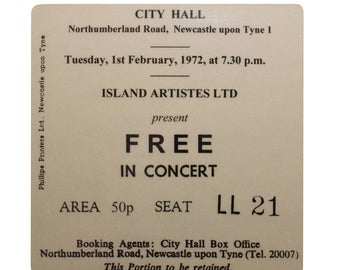 CITY HALL
Northumberland Road, Newcastle upon Tyne 1
Tuesday, 1st February, 1972, at 7.30 p.m.
ISLAND ARTISTES LTD
present
FREE
IN CONCERT
AREA 50p SEAT LL 21
Booking Agents: City Hall Box Office
Northumberland Road, Newcastle upon Tyne (Tel. 20007)
This Portion to be retained
Phillips Printers Ltd. Newcastle upon Tyne